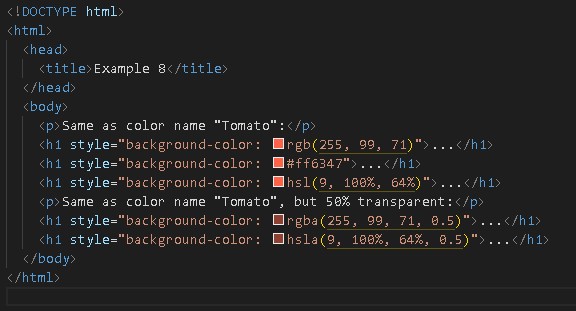 <!DOCTYPE html>
<html>
<head>
<title>Example 8</title>
</head>
<body>
<p>Same as color name "Tomato":</p>
<h1 style="background-color: rgb(255, 99, 71)">...</h1>
<h1 style="background-color: #ff6347">...</h1>
<h1 style="background-color: hsl(9, 100%, 64%)">...</h1>
<p>Same as color name "Tomato", but 50% transparent:</p>
<h1 style="background-color: rgba(255, 99, 71, 0.5)">...</h1>
<h1 style="background-color: hsla(9, 100%, 64%, 0.5)">...</h1>
</body>
</html>